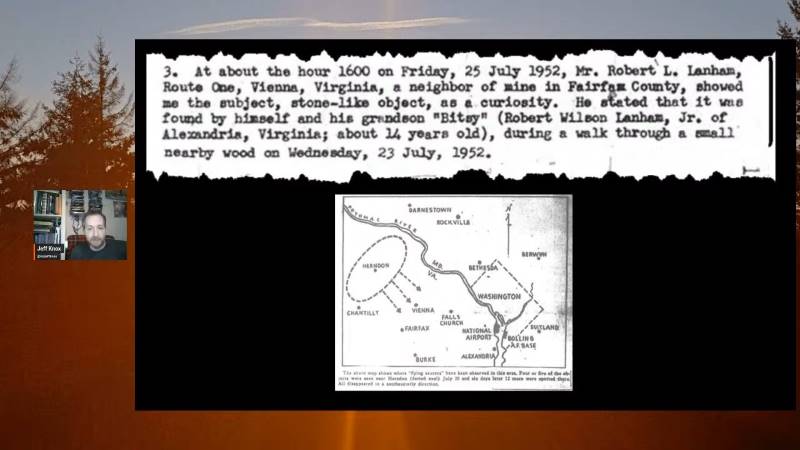 3. At about the hour 1600 on Friday, 25 July 1952, Mr. Robert L. Lanham,
Route One, Vienna, Virginia, a neighbor of mine in Fairfax County, showed
me the subject, stone-like object, as a curiosity. He stated that it was
found by himself and his grandson "Bitsy" (Robert Wilson Lanham, Jr. of
Alexandria, Virginia; about 14 years old), during a walk through a small
nearby wood on Wednesday, 23 July, 1952.
Jeff Knox
DARNESTOWN
ROCKVILLE
POTOMAC RIVER
N
BERWYN
HERNDON
MD.
VA.
BETHESDA
WASHINGTON
CHANTILLY
VIENNA
FALLS
CHURCH
FAIRFAX
NATIONAL
AIRPORT
SUITLAND
BOLLING
A.F. BASE
ALEXANDRIA
BURKE
The above map shows where "flying saucers" have been observed in this area. Four or five of the ob-
jects were seen near Herndon (dotted oval) July 20 and six days later 12 more were spotted there.
All disappeared in a southeasterly direction.